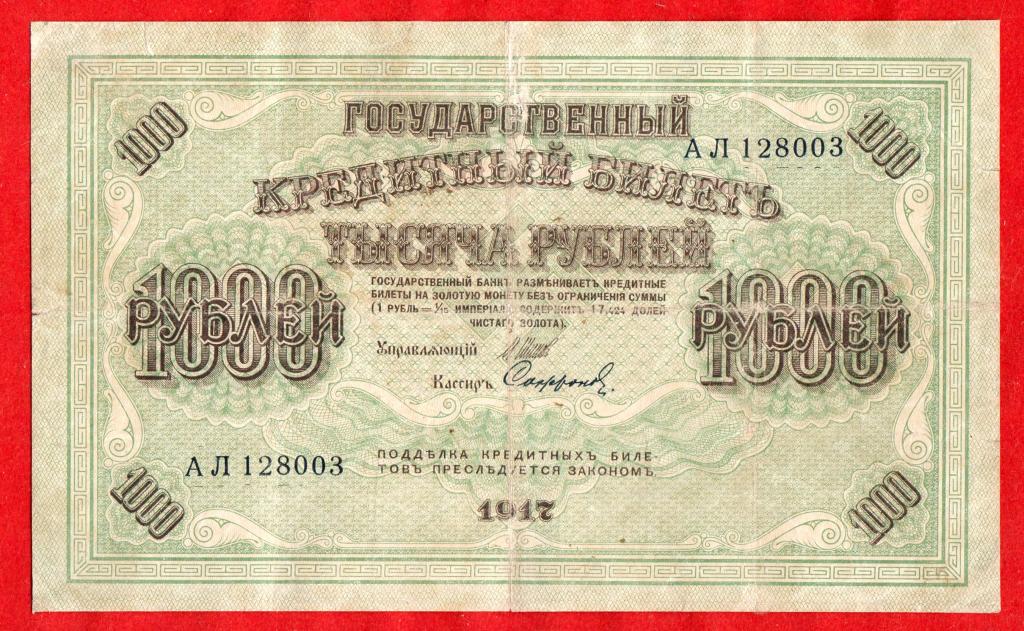 1000
1000
ГОСУДАРСТВЕННЫЙ
АЛ 128003
КРЕДИТНЫЙ БИЛЕТЪ
ТЫСЯЧА РУБЛЕЙ
ГОСУДАРСТВЕННЫЙ БАНКЪ РАЗМѢНИВАЕТЪ КРЕДИТНЫЕ
БИЛЕТЫ НА ЗОЛОТУЮ МОНЕТУ БЕЗЪ ОГРАНИЧЕНІЯ СУММЫ
(1 РУБЛЬ = 1/15 ИМПЕРІАЛА, СОДЕРЖИТЪ 17,424 ДОЛЕЙ
ЧИСТАГО ЗОЛОТА).
1000
РУБЛЕЙ
1000
РУБЛЕЙ
Управляющій
Кассиръ Сафронов
АЛ 128003
ПОДДѢЛКА КРЕДИТНЫХЪ БИЛЕ-
ТОВЪ ПРЕСЛѢДУЕТСЯ ЗАКОНОМЪ.
1000
1917
1000